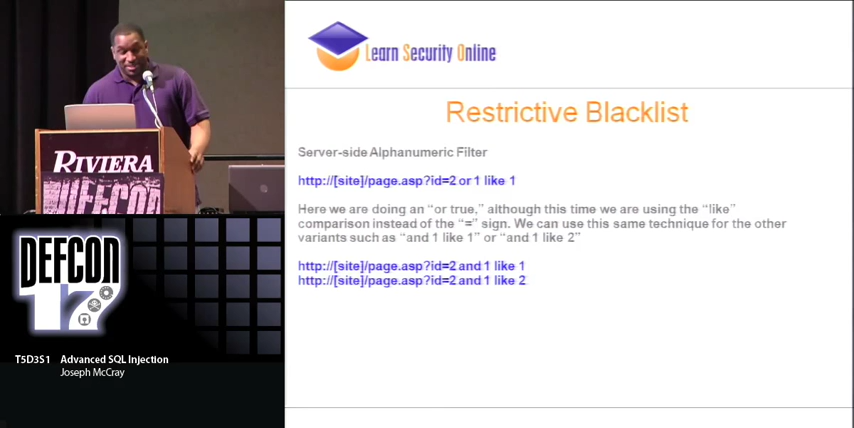 Learn Security Online
Restrictive Blacklist
Server-side Alphanumeric Filter
http://[site]/page.asp?id=2 or 1 like 1
Here we are doing an “or true,” although this time we are using the “like”
comparison instead of the “=” sign. We can use this same technique for the other
variants such as “and 1 like 1” or “and 1 like 2”
http://[site]/page.asp?id=2 and 1 like 1
http://[site]/page.asp?id=2 and 1 like 2
RIVIERA
DEFCON
DEFCON
17
T5D3S1 Advanced SQL Injection
Joseph McCray